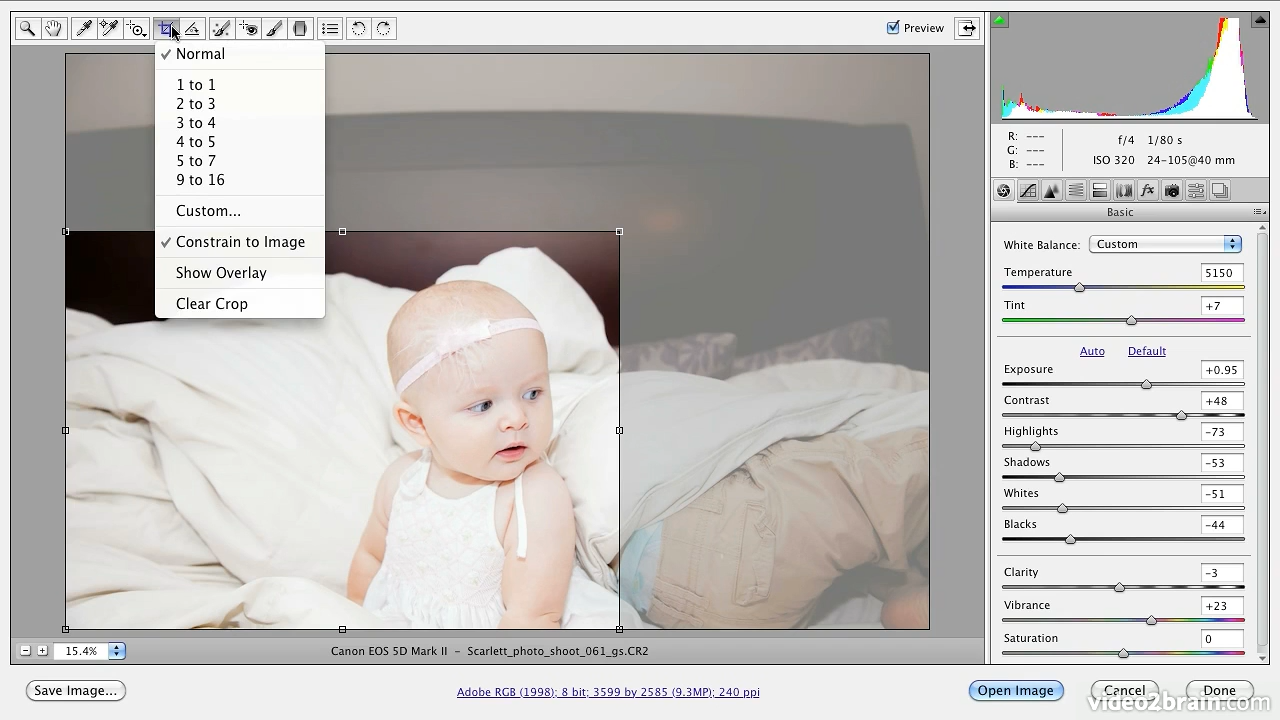 Preview
✓ Normal
1 to 1
2 to 3
3 to 4
4 to 5
5 to 7
9 to 16
Custom...
✓ Constrain to Image
Show Overlay
Clear Crop
R: ---
G: ---
B: ---
f/4 1/80 s
ISO 320 24-105@40 mm
fx
Basic
White Balance: Custom
Temperature 5150
Tint +7
Auto Default
Exposure +0.95
Contrast +48
Highlights -73
Shadows -53
Whites -51
Blacks -44
Clarity -3
Vibrance +23
Saturation 0
15.4%
Canon EOS 5D Mark II - Scarlett_photo_shoot_061_gs.CR2
Save Image...
Adobe RGB (1998); 8 bit; 3599 by 2585 (9.3MP); 240 ppi
Open Image
Cancel
Done
video2brain.com